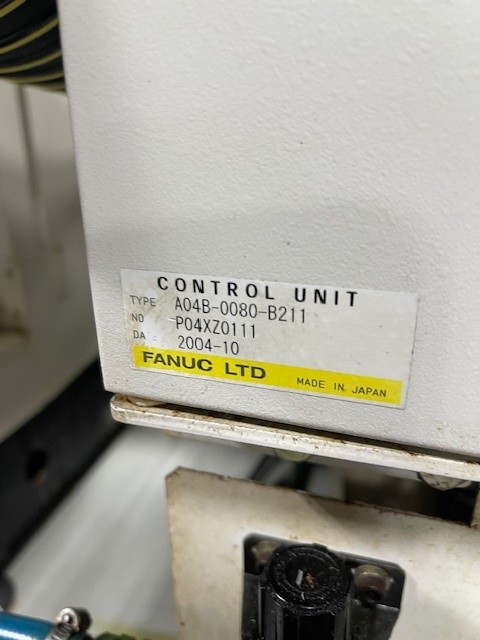 CONTROL UNIT
TYPE A04B-0080-B211
NO P04XZ0111
DA 2004-10
FANUC LTD MADE IN JAPAN